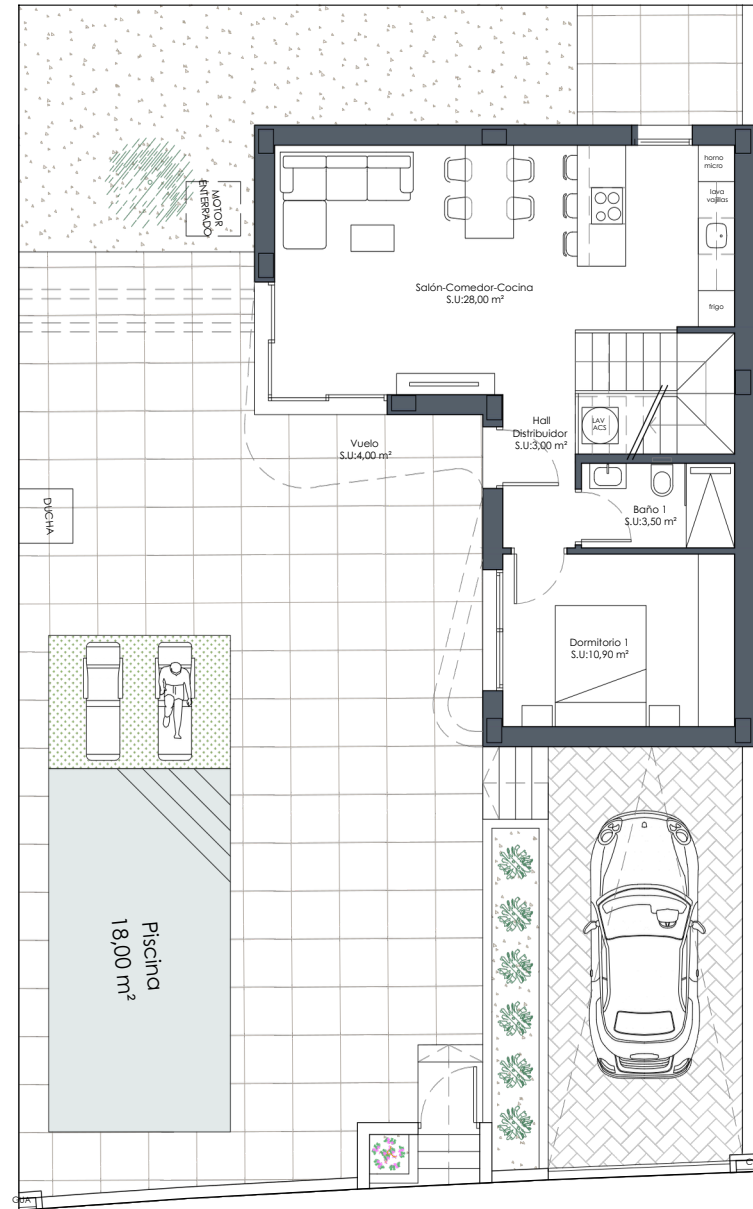 horno
micro
lava
vajillas
frigo
MOTOR
ENTERRADO
Salón-Comedor-Cocina
S.U:28,00 m²
Hall
Distribuidor
S.U:3,00 m²
LAV
ACS
Vuelo
S.U:4,00 m²
DUCHA
Baño 1
S.U:3,50 m²
Dormitorio 1
S.U:10,90 m²
Piscina
18,00 m²